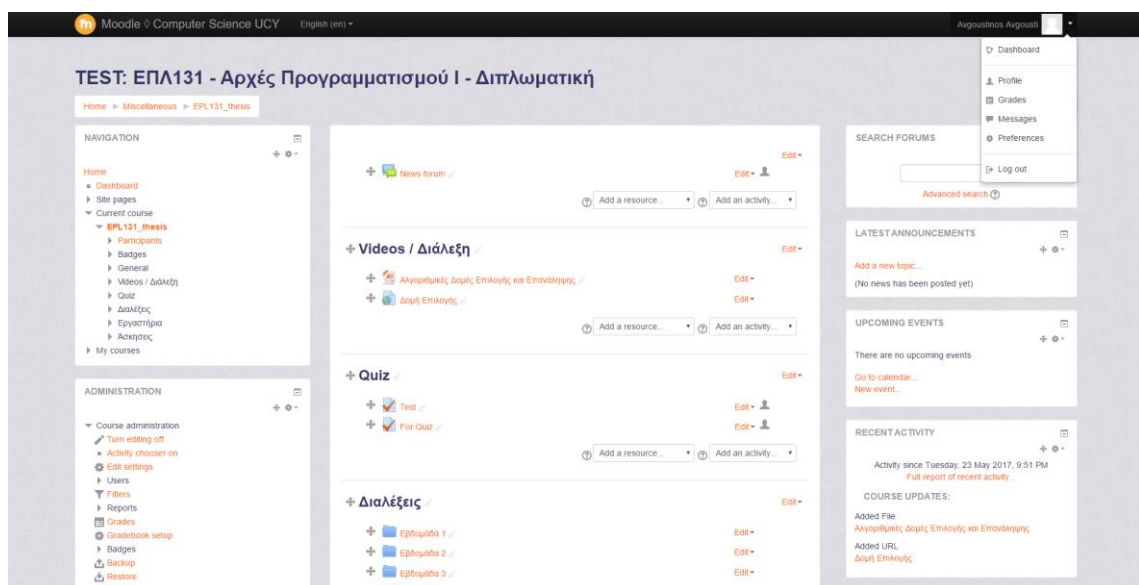 Moodle ◊ Computer Science UCY English (en)
Avgoustinos Avgousti
Dashboard
Profile
Grades
Messages
Preferences
Log out
TEST: ΕΠΛ131 - Αρχές Προγραμματισμού Ι - Διπλωματική
Home Miscellaneous EPL131_thesis
NAVIGATION
Home
Dashboard
Site pages
Current course
EPL131_thesis
Participants
Badges
General
Videos / Διάλεξη
Quiz
Διαλέξεις
Εργαστήρια
Ασκήσεις
My courses
ADMINISTRATION
Course administration
Turn editing off
Activity chooser on
Edit settings
Users
Filters
Reports
Grades
Gradebook setup
Badges
Backup
Restore
Edit
News forum Edit
Add a resource... Add an activity...
Videos / Διάλεξη Edit
Αλγοριθμικές Δομές Επιλογής και Επανάληψης Edit
Δομή Επιλογής Edit
Add a resource... Add an activity...
Quiz Edit
Test Edit
For Quiz Edit
Add a resource... Add an activity...
Διαλέξεις Edit
Εβδομάδα 1 Edit
Εβδομάδα 2 Edit
Εβδομάδα 3 Edit
SEARCH FORUMS
Advanced search
LATEST ANNOUNCEMENTS
Add a new topic...
(No news has been posted yet)
UPCOMING EVENTS
There are no upcoming events
Go to calendar...
New event...
RECENT ACTIVITY
Activity since Tuesday, 23 May 2017, 9:51 PM
Full report of recent activity...
COURSE UPDATES:
Added File
Αλγοριθμικές Δομές Επιλογής και Επανάληψης
Added URL
Δομή Επιλογής